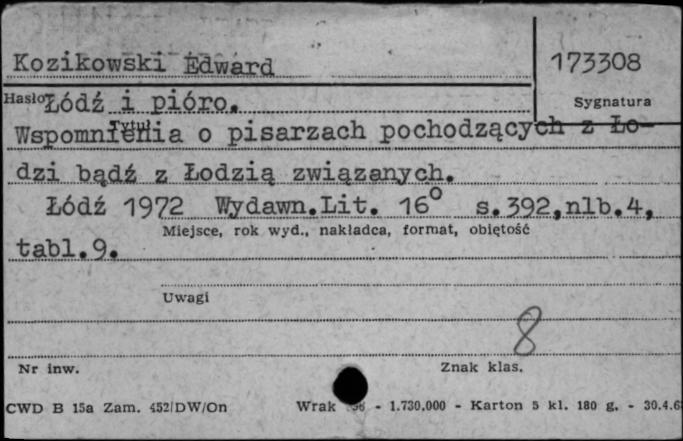 Kozikowski Edward 173308
Hasło Łódź i pióro. Sygnatura
Wspomnienia o pisarzach pochodzących z Ło-
Tytuł
dzi bądź z Łodzią związanych.
Łódź 1972 Wydawn.Lit. 16° s.392,nlb.4,
Miejsce, rok wyd., nakładca, format, objętość
tabl.9.
Uwagi
8
Nr inw. Znak klas.
CWD B 15a Zam. 452/DW/On Wrak - 1.730.000 - Karton 5 kl. 180 g. - 30.4.6